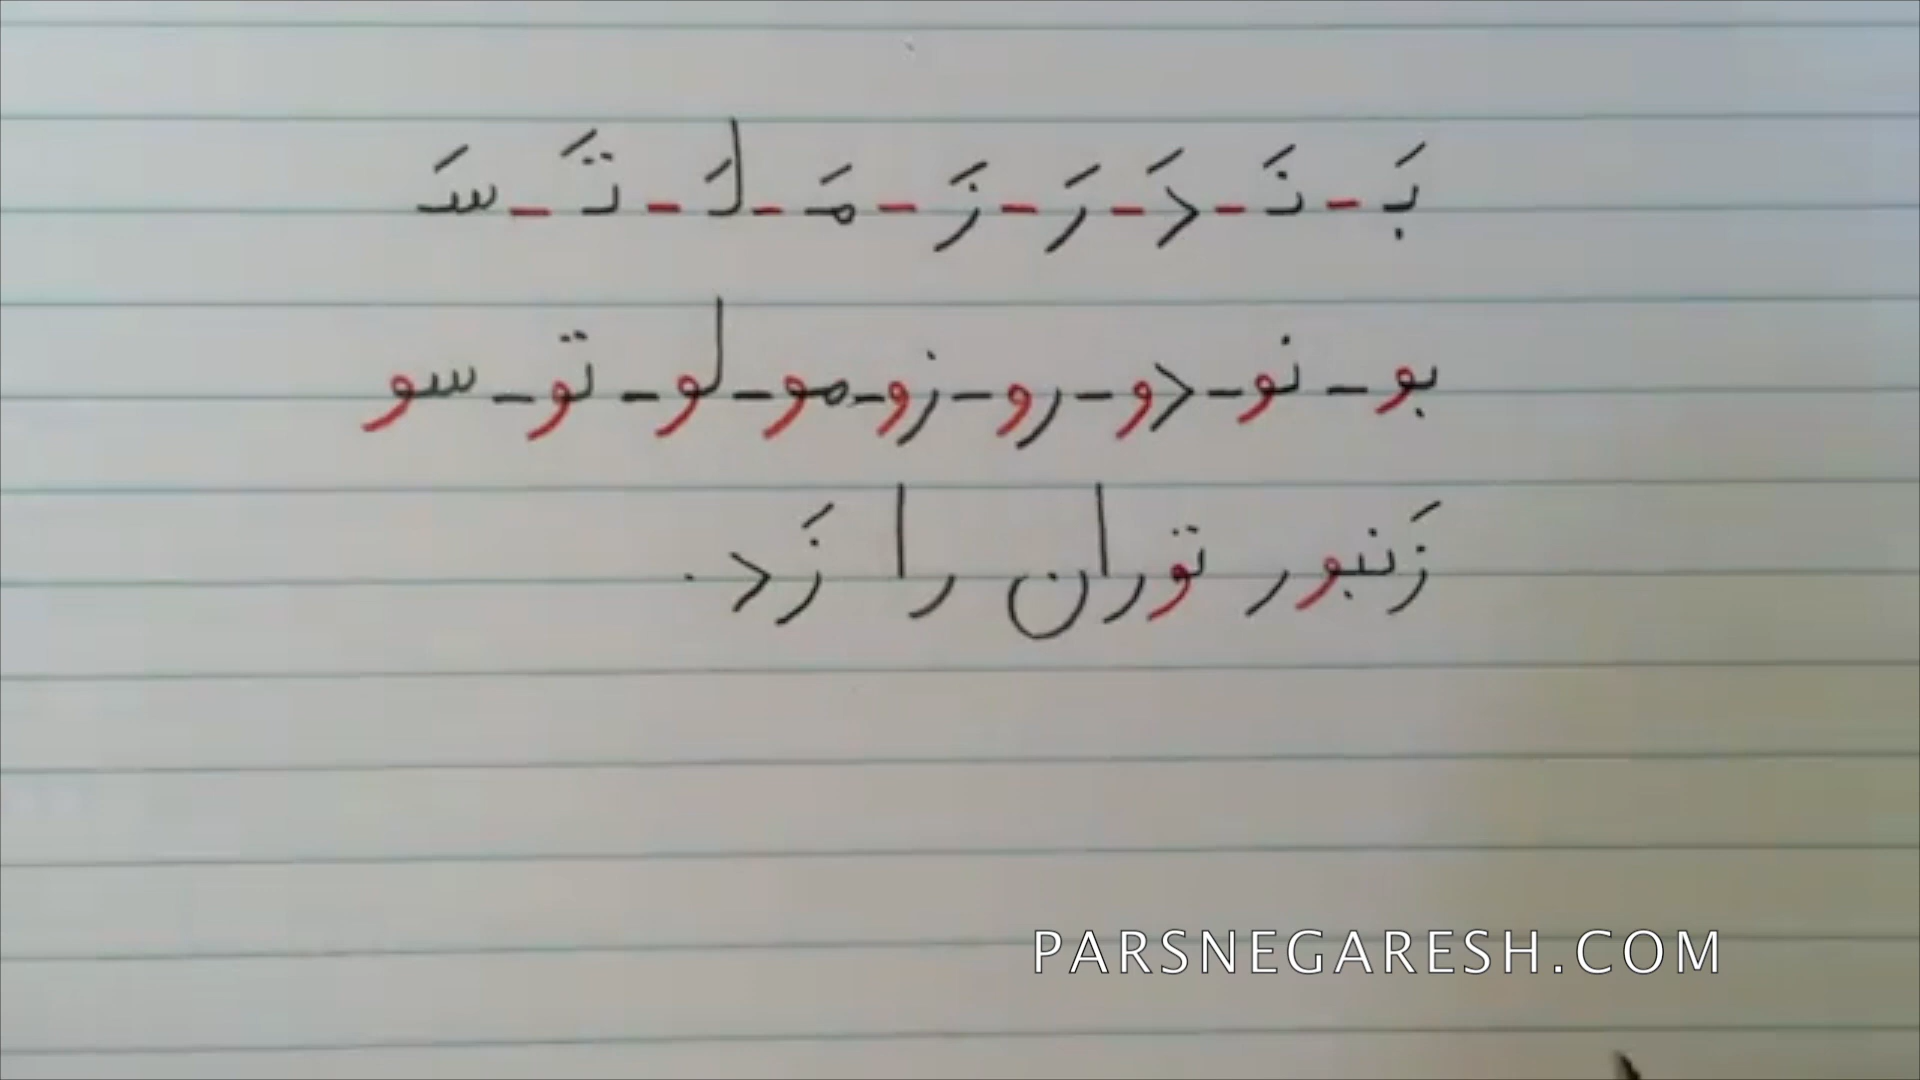 بَـ - نَـ - دَ - رَ - زَ - مَـ - لَـ - تَـ - سَـ
بو - نو - دو - رو - زو - مو - لو - تو - سو
زَنبور توران را زَد.
PARSNEGARESH.COM